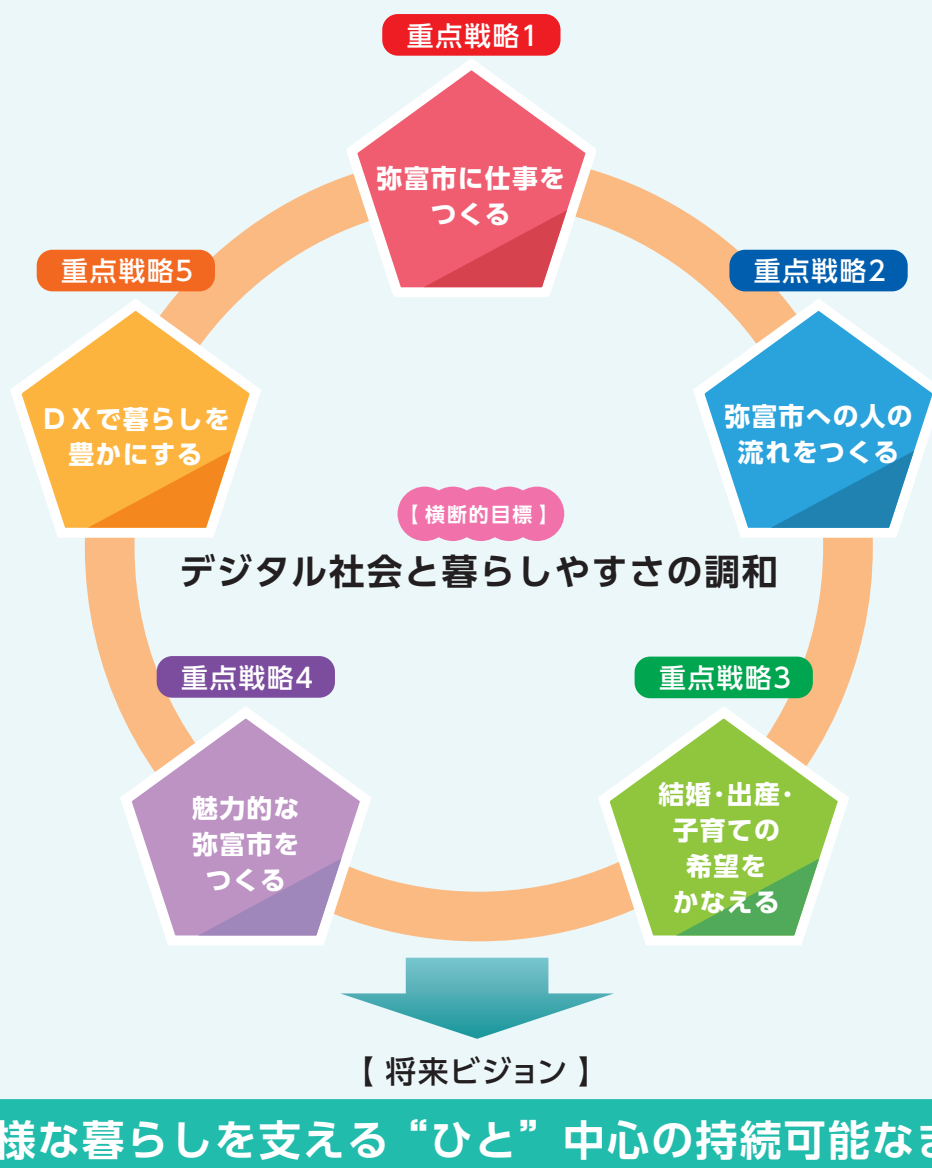 重点戦略1
弥富市に仕事を
つくる
重点戦略5
重点戦略2
DXで暮らしを
豊かにする
弥富市への人の
流れをつくる
【横断的目標】
デジタル社会と暮らしやすさの調和
重点戦略4
重点戦略3
魅力的な
弥富市を
つくる
結婚・出産・
子育ての
希望を
かなえる
【 将来ビジョン 】
様な暮らしを支える“ひと”中心の持続可能なま